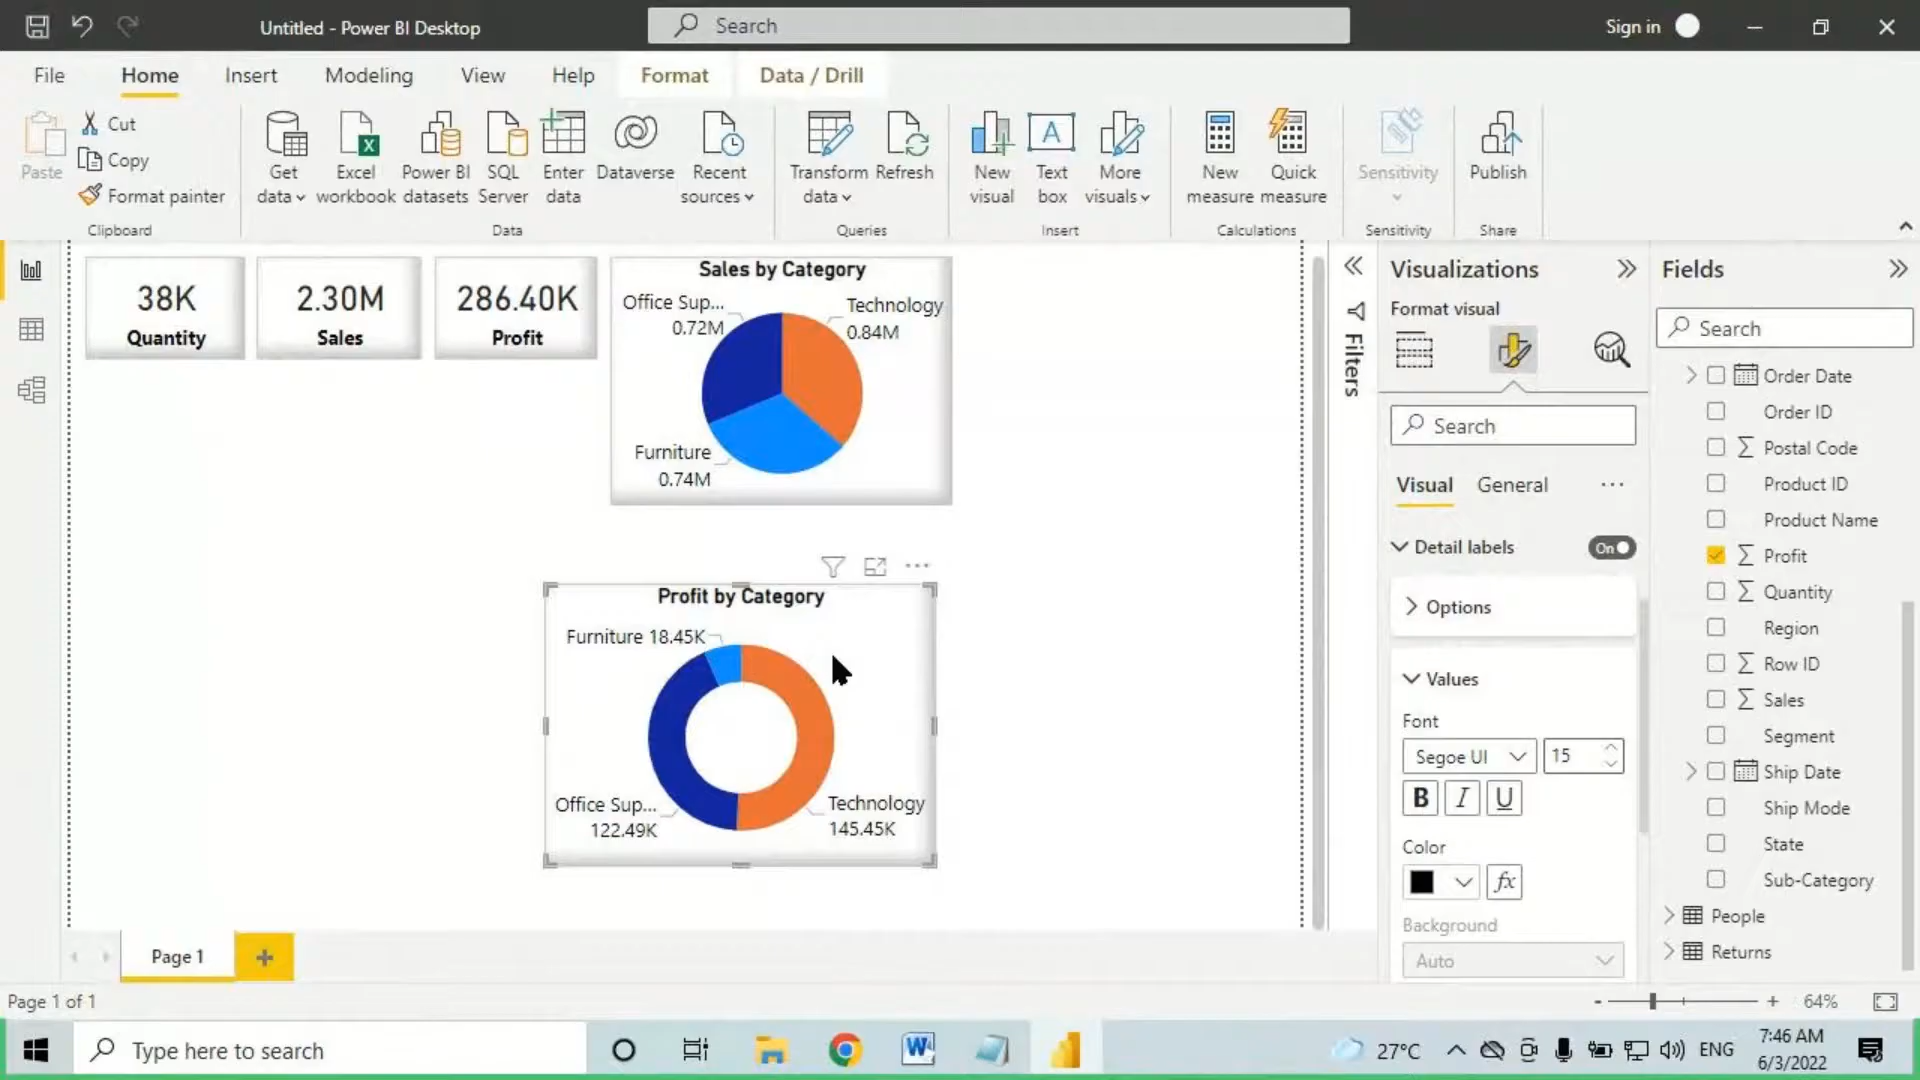 Untitled - Power BI Desktop
Search
Sign in
File Home Insert Modeling View Help Format Data / Drill
Paste
Cut
Copy
Format painter
Clipboard
Get data
Excel workbook
Power BI datasets
SQL Server
Enter data
Dataverse
Recent sources
Data
Transform data
Refresh
Queries
New visual
A
Text box
More visuals
Insert
New measure
Quick measure
Calculations
Sensitivity
Sensitivity
Publish
Share
38K
Quantity
2.30M
Sales
286.40K
Profit
Sales by Category
Office Sup...
0.72M
Technology
0.84M
Furniture
0.74M
Profit by Category
Furniture 18.45K
Office Sup...
122.49K
Technology
145.45K
Filters
Visualizations
Format visual
Search
Visual General
Detail labels On
Options
Values
Font
Segoe UI 15
B I U
Color
fx
Background
Auto
Fields
Search
Order Date
Order ID
Postal Code
Product ID
Product Name
Profit
Quantity
Region
Row ID
Sales
Segment
Ship Date
Ship Mode
State
Sub-Category
People
Returns
Page 1
+
Page 1 of 1
- + 64%
Type here to search
W
27°C
ENG
7:46 AM
6/3/2022